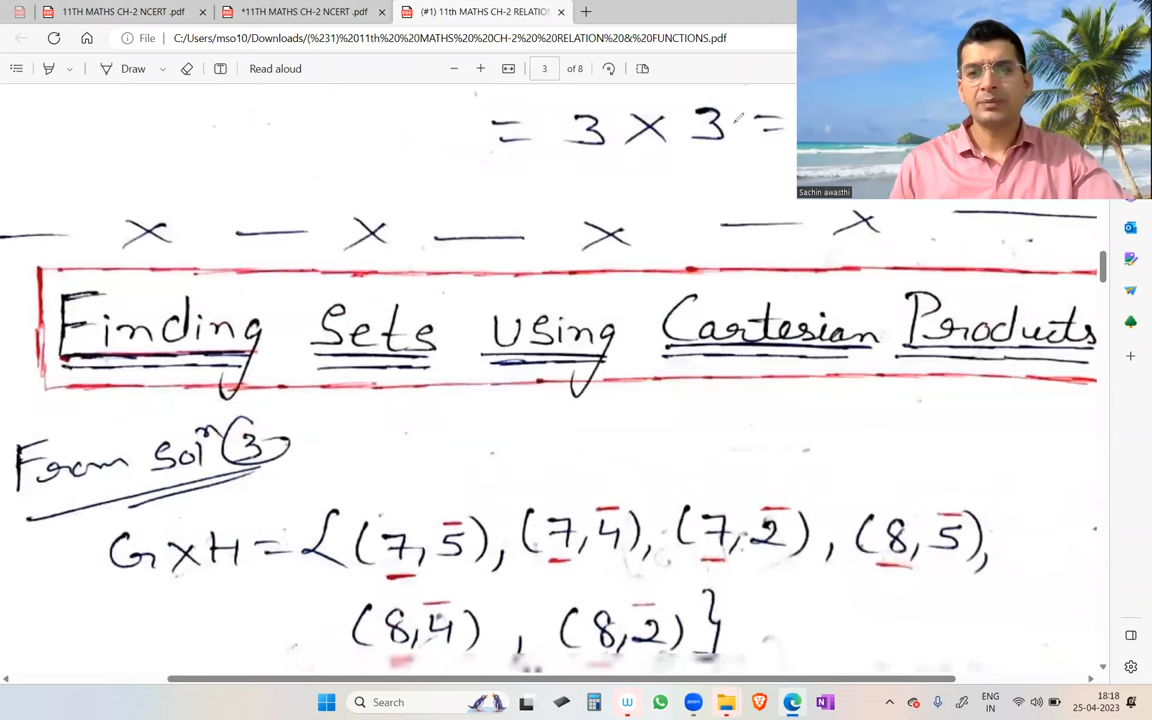 11TH MATHS CH-2 NCERT .pdf
*11TH MATHS CH-2 NCERT.pdf
(#1) 11th MATHS CH-2 RELATIO
File
C:/Users/mso10/Downloads/(%231)%2011th%20%20MATHS%20%20CH-2%20%20RELATION%20&%20FUNCTIONS.pdf
Draw
Read aloud
3 of 8
= 3 × 3 =
Sachin awasthi
— × — × — × — ×
Finding Sets Using Cartesian Products
From Solⁿ (3)
G×H = {(7,5), (7,4), (7,2), (8,5),
(8,4), (8,2)}
Search
ENG
IN
18:18
25-04-2023